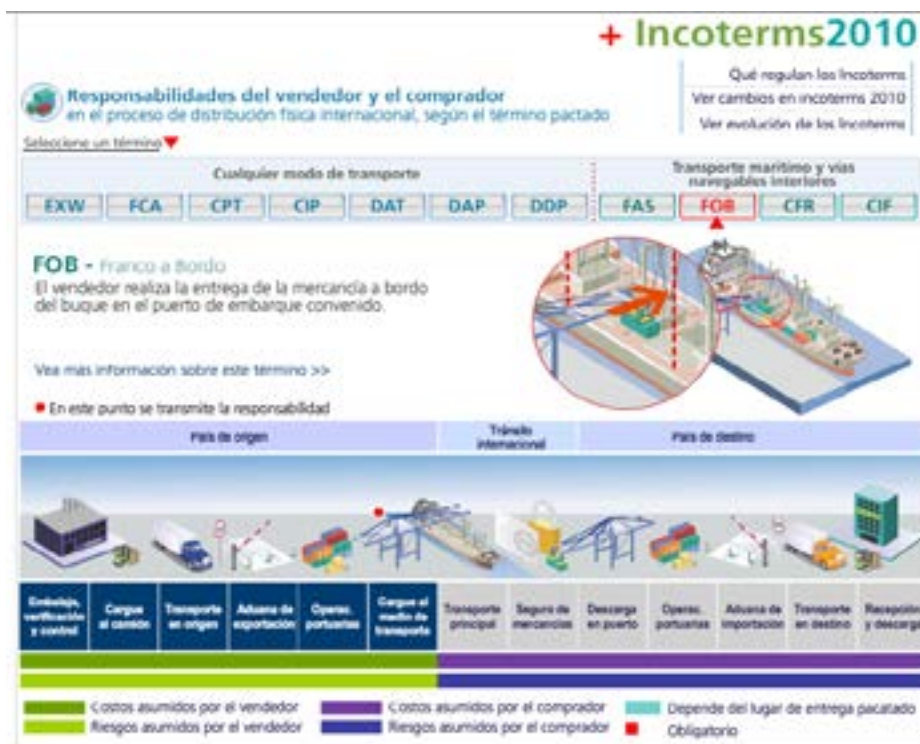 + Incoterms2010
Qué regulan los Incoterms
Ver cambios en incoterms 2010
Ver evolución de los Incoterms
Responsabilidades del vendedor y el comprador
en el proceso de distribución física internacional, según el término pactado
Seleccione un término
Cualquier modo de transporte
Transporte marítimo y vías
navegables interiores
EXW FCA CPT CIP DAT DAP DDP FAS FOB CFR CIF
FOB - Franco a Bordo
El vendedor realiza la entrega de la mercancía a bordo
del buque en el puerto de embarque convenido.
Vea mas información sobre este término >>
En este punto se transmite la responsabilidad
País de origen
Tránsito
internacional
País de destino
Embalaje,
verificación
y control
Cargue
al camión
Transporte
en origen
Aduana de
exportación
Operac.
portuarias
Cargue al
medio de
transporte
Transporte
principal
Seguro de
mercancías
Descarga
en puerto
Operac.
portuarias
Aduana de
importación
Transporte
en destino
Recepción
y descarga
Costos asumidos por el vendedor
Costos asumidos por el comprador
Depende del lugar de entrega pacatado
Riesgos asumidos por el vendedor
Riesgos asumidos por el comprador
Obligatorio